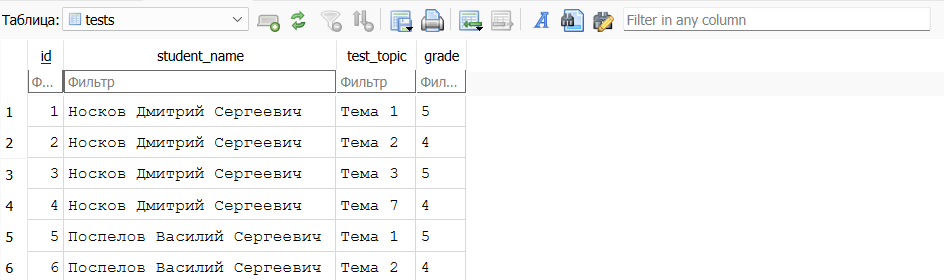 Таблица: tests Filter in any column
id student_name test_topic grade
Ф... Фильтр Фильтр Фил...
1 1 Носков Дмитрий Сергеевич Тема 1 5
2 2 Носков Дмитрий Сергеевич Тема 2 4
3 3 Носков Дмитрий Сергеевич Тема 3 5
4 4 Носков Дмитрий Сергеевич Тема 7 4
5 5 Поспелов Василий Сергеевич Тема 1 5
6 6 Поспелов Василий Сергеевич Тема 2 4